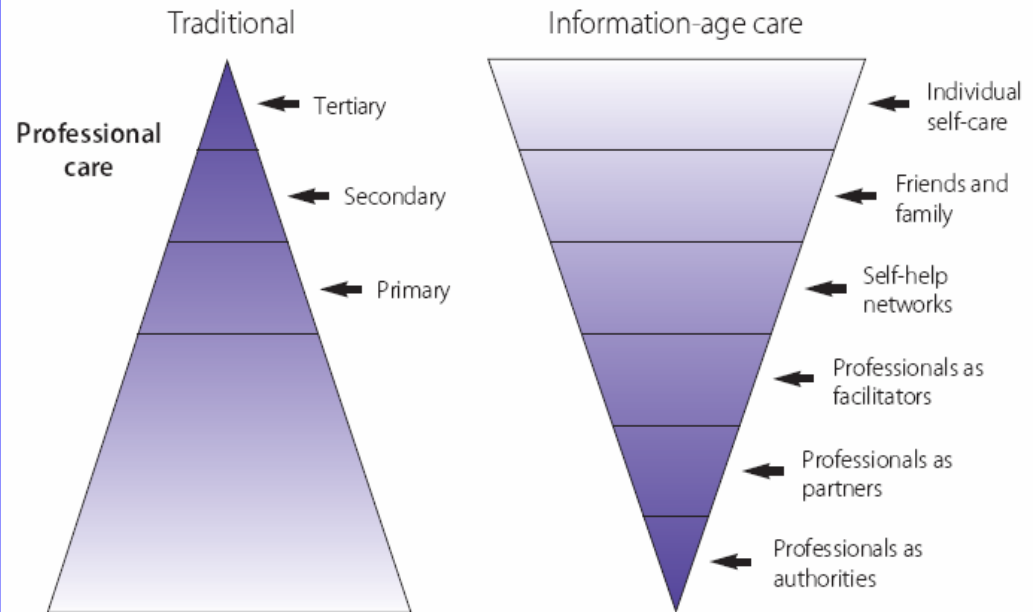 Traditional
Information-age care
Professional
care
Tertiary
Secondary
Primary
Individual
self-care
Friends and
family
Self-help
networks
Professionals as
facilitators
Professionals as
partners
Professionals as
authorities